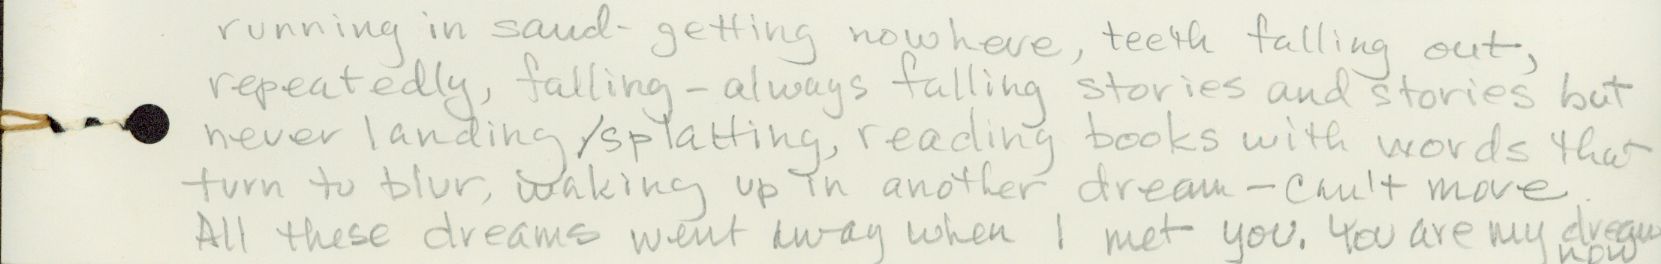 running in sand- getting nowhere, teeth falling out,
repeatedly, falling - always falling stories and stories but
never landing/splatting, reading books with words that
turn to blur, waking up in another dream - can't move.
All these dreams went away when I met you. You are my dream
now